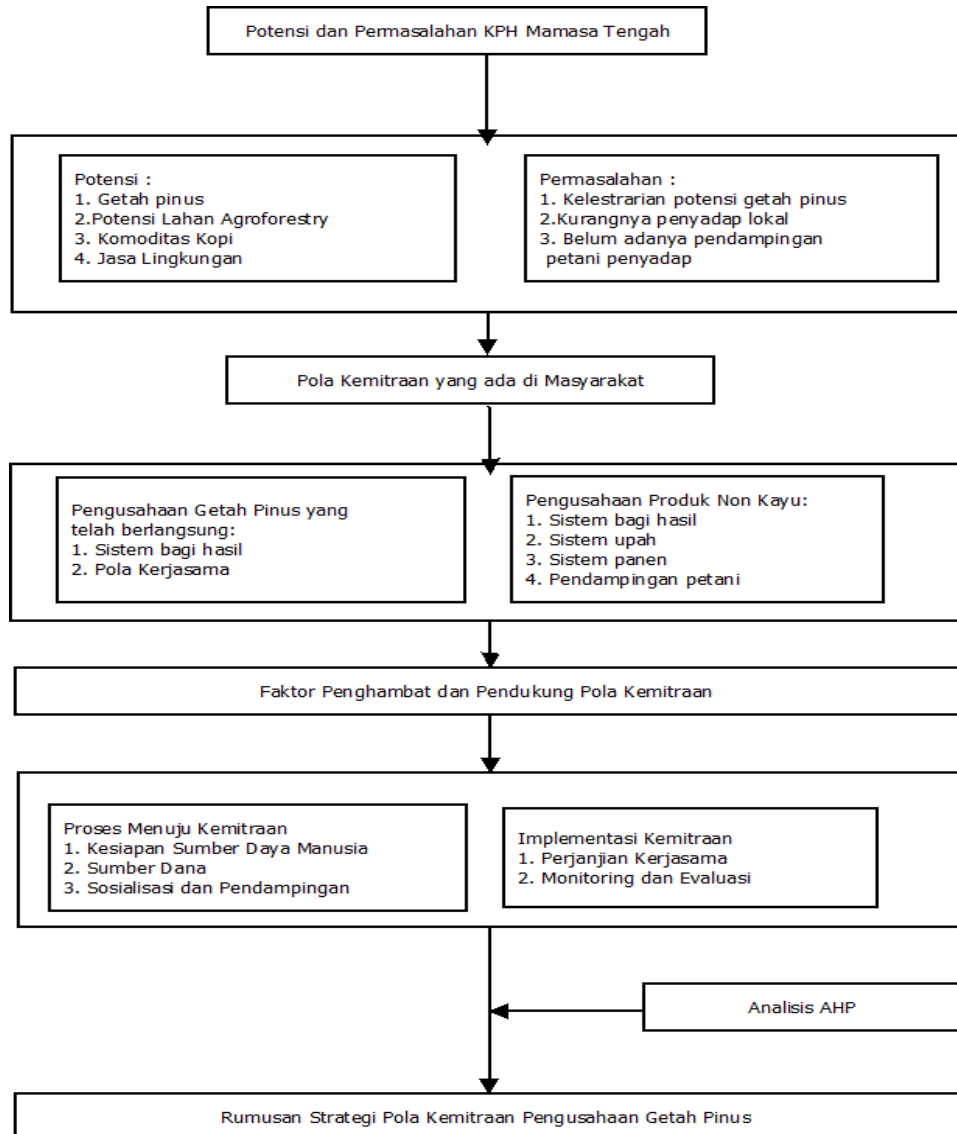 Potensi dan Permasalahan KPH Mamasa Tengah
Potensi :
1. Getah pinus
2.Potensi Lahan Agroforestry
3. Komoditas Kopi
4. Jasa Lingkungan
Permasalahan :
1. Kelestrarian potensi getah pinus
2.Kurangnya penyadap lokal
3. Belum adanya pendampingan
petani penyadap
Pola Kemitraan yang ada di Masyarakat
Pengusahaan Getah Pinus yang
telah berlangsung:
1. Sistem bagi hasil
2. Pola Kerjasama
Pengusahaan Produk Non Kayu:
1. Sistem bagi hasil
2. Sistem upah
3. Sistem panen
4. Pendampingan petani
Faktor Penghambat dan Pendukung Pola Kemitraan
Proses Menuju Kemitraan
1. Kesiapan Sumber Daya Manusia
2. Sumber Dana
3. Sosialisasi dan Pendampingan
Implementasi Kemitraan
1. Perjanjian Kerjasama
2. Monitoring dan Evaluasi
Analisis AHP
Rumusan Strategi Pola Kemitraan Pengusahaan Getah Pinus